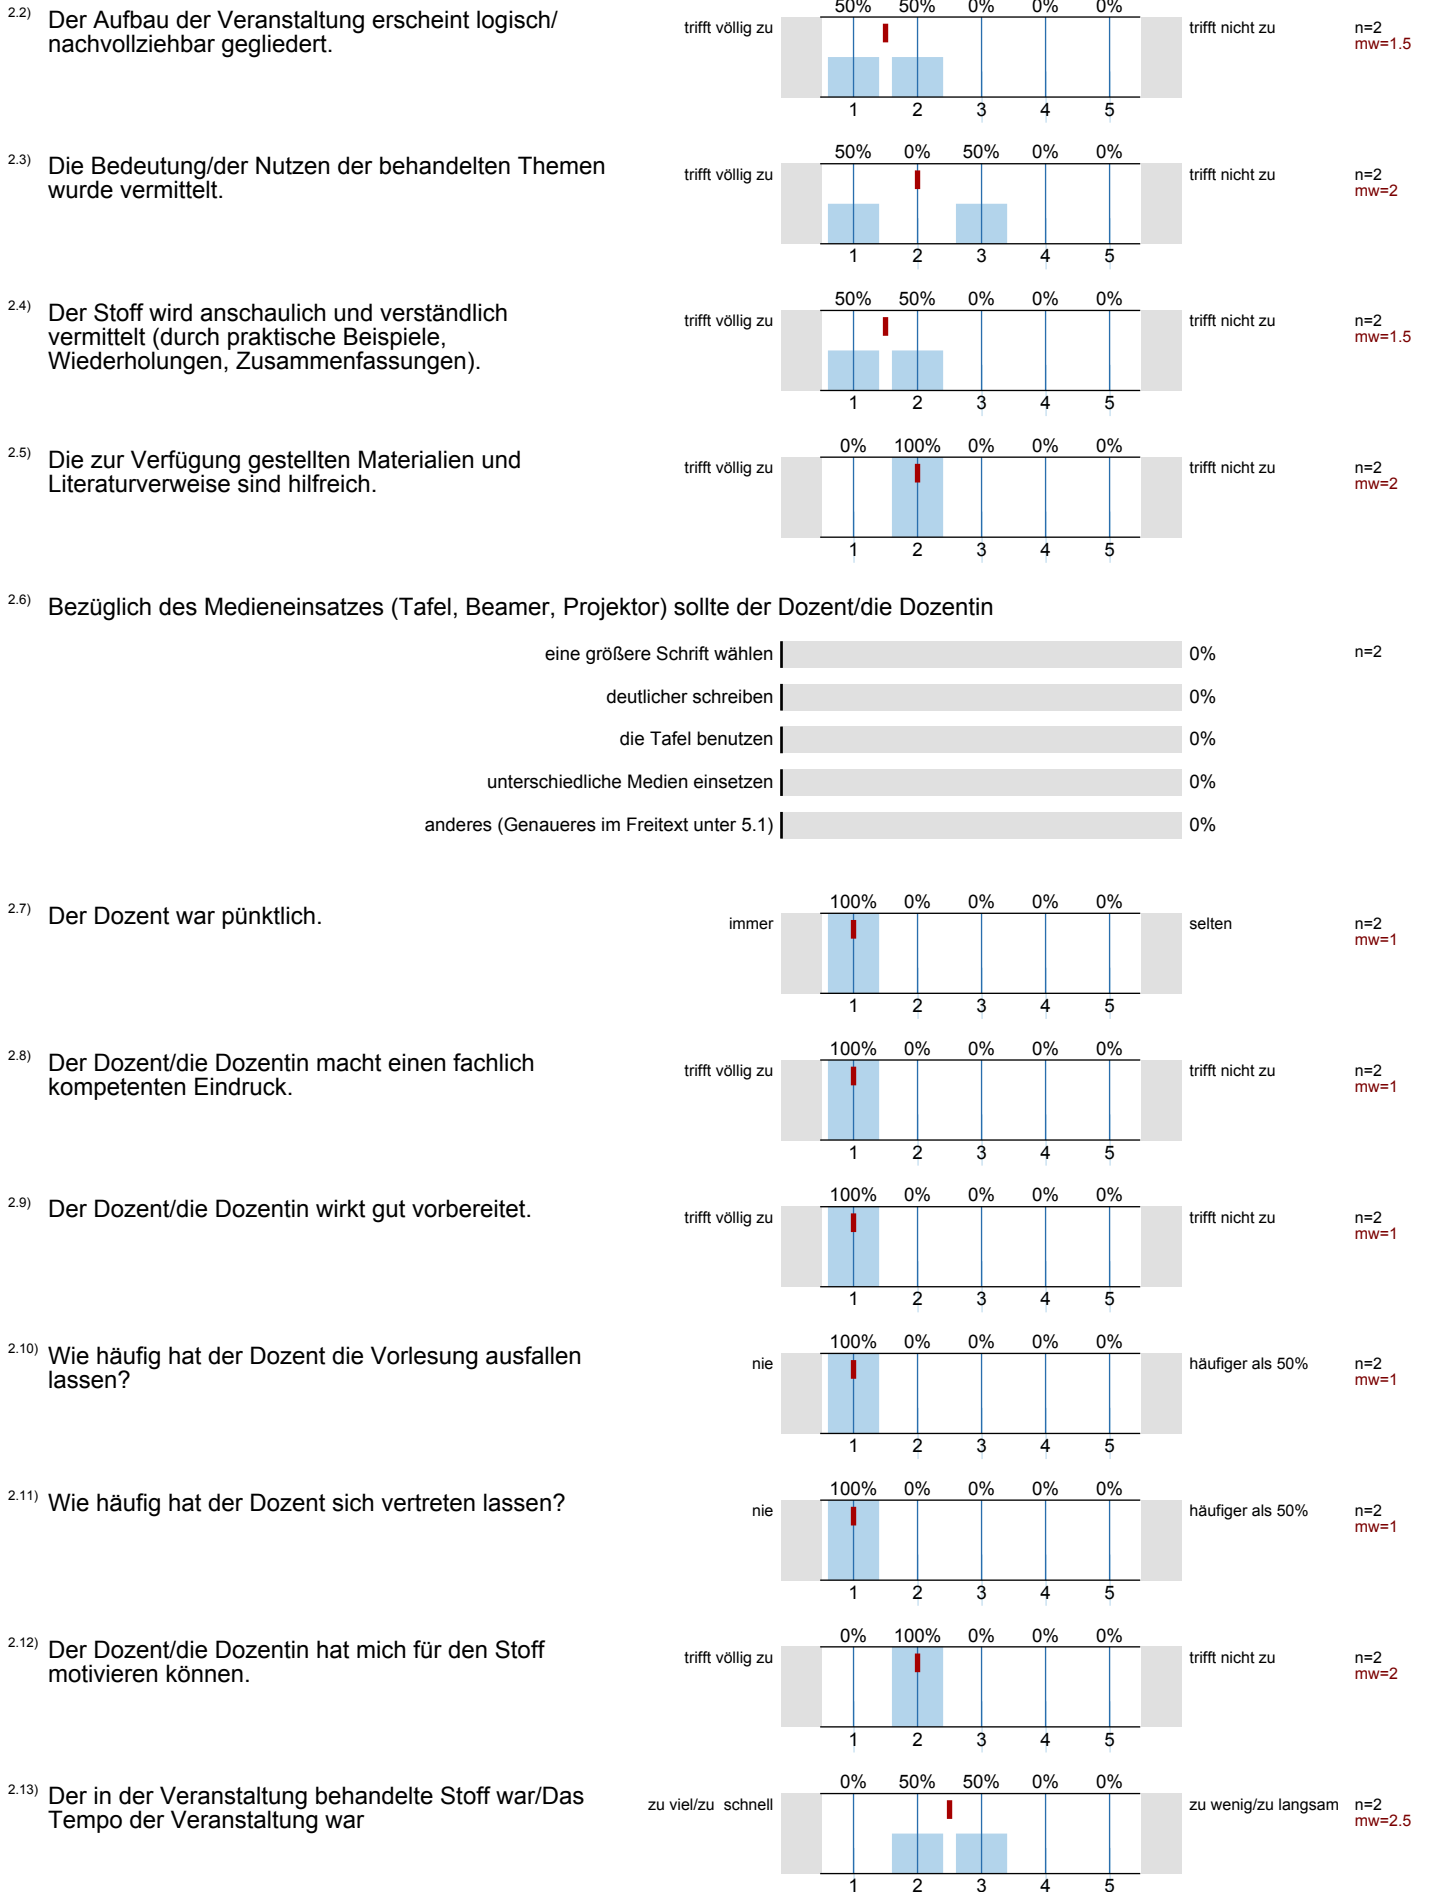 50% 50% 0% 0% 0%
2.2) Der Aufbau der Veranstaltung erscheint logisch/
nachvollziehbar gegliedert.
trifft völlig zu
trifft nicht zu
n=2
mw=1.5
1 2 3 4 5
50% 0% 50% 0% 0%
2.3) Die Bedeutung/der Nutzen der behandelten Themen
wurde vermittelt.
trifft völlig zu
trifft nicht zu
n=2
mw=2
1 2 3 4 5
50% 50% 0% 0% 0%
2.4) Der Stoff wird anschaulich und verständlich
vermittelt (durch praktische Beispiele,
Wiederholungen, Zusammenfassungen).
trifft völlig zu
trifft nicht zu
n=2
mw=1.5
1 2 3 4 5
0% 100% 0% 0% 0%
2.5) Die zur Verfügung gestellten Materialien und
Literaturverweise sind hilfreich.
trifft völlig zu
trifft nicht zu
n=2
mw=2
1 2 3 4 5
2.6) Bezüglich des Medieneinsatzes (Tafel, Beamer, Projektor) sollte der Dozent/die Dozentin
eine größere Schrift wählen 0% n=2
deutlicher schreiben 0%
die Tafel benutzen 0%
unterschiedliche Medien einsetzen 0%
anderes (Genaueres im Freitext unter 5.1) 0%
100% 0% 0% 0% 0%
2.7) Der Dozent war pünktlich.
immer
selten
n=2
mw=1
1 2 3 4 5
100% 0% 0% 0% 0%
2.8) Der Dozent/die Dozentin macht einen fachlich
kompetenten Eindruck.
trifft völlig zu
trifft nicht zu
n=2
mw=1
1 2 3 4 5
100% 0% 0% 0% 0%
2.9) Der Dozent/die Dozentin wirkt gut vorbereitet.
trifft völlig zu
trifft nicht zu
n=2
mw=1
1 2 3 4 5
100% 0% 0% 0% 0%
2.10) Wie häufig hat der Dozent die Vorlesung ausfallen
lassen?
nie
häufiger als 50%
n=2
mw=1
1 2 3 4 5
100% 0% 0% 0% 0%
2.11) Wie häufig hat der Dozent sich vertreten lassen?
nie
häufiger als 50%
n=2
mw=1
1 2 3 4 5
0% 100% 0% 0% 0%
2.12) Der Dozent/die Dozentin hat mich für den Stoff
motivieren können.
trifft völlig zu
trifft nicht zu
n=2
mw=2
1 2 3 4 5
0% 50% 50% 0% 0%
2.13) Der in der Veranstaltung behandelte Stoff war/Das
Tempo der Veranstaltung war
zu viel/zu schnell
zu wenig/zu langsam
n=2
mw=2.5
1 2 3 4 5